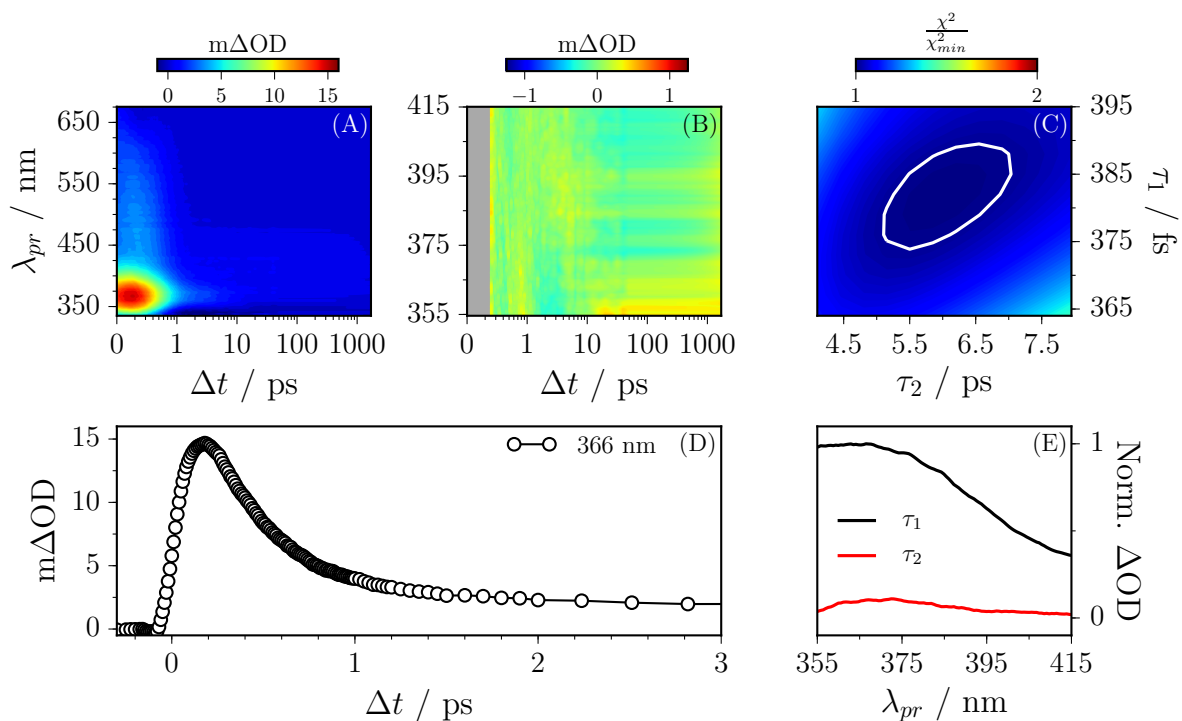 mΔOD
0 5 10 15
(A)
λpr / nm
650
550
450
350
0 1 10 100 1000
Δt / ps
mΔOD
−1 0 1
(B)
415
395
375
355
0 1 10 100 1000
Δt / ps
χ²/χ²min
1 2
(C)
395
385
375
365
τ1 / fs
4.5 5.5 6.5 7.5
τ2 / ps
(D)
366 nm
mΔOD
15
10
5
0
0 1 2 3
Δt / ps
(E)
τ1
τ2
1
0
Norm. ΔOD
355 375 395 415
λpr / nm